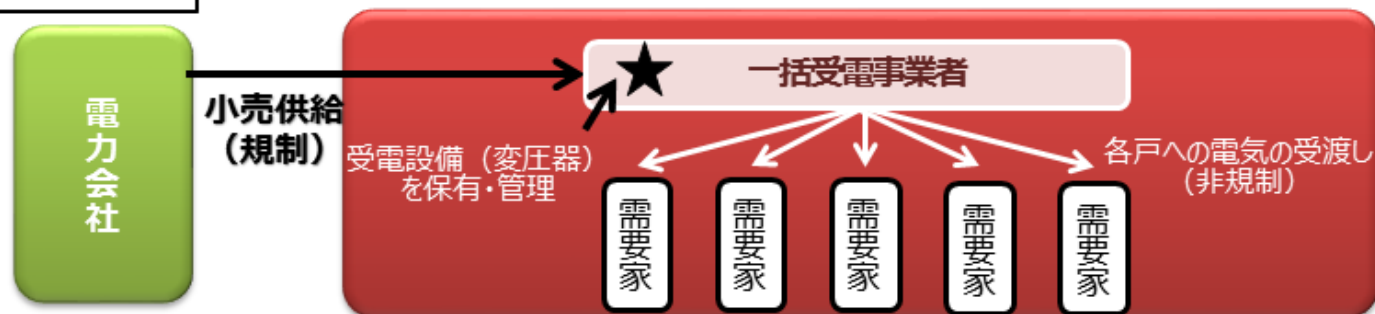 電力会社
小売供給
（規制）
★
一括受電事業者
受電設備（変圧器）
を保有・管理
各戸への電気の受渡し
（非規制）
需要家
需要家
需要家
需要家
需要家